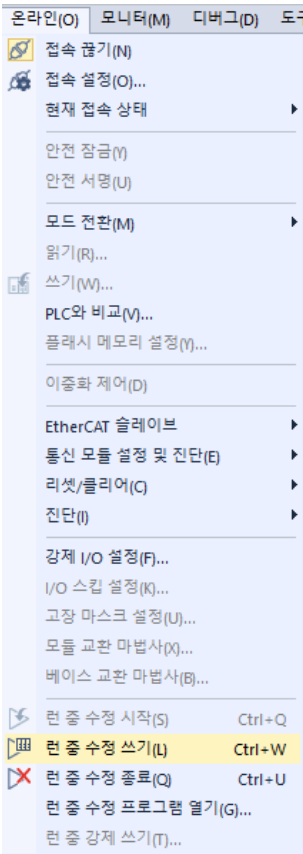 온라인(O) 모니터(M) 디버그(D) 도구
접속 끊기(N)
접속 설정(O)...
현재 접속 상태
안전 잠금(Y)
안전 서명(U)
모드 전환(M)
읽기(R)...
쓰기(W)...
PLC와 비교(V)...
플래시 메모리 설정(Y)...
이중화 제어(D)
EtherCAT 슬레이브
통신 모듈 설정 및 진단(E)
리셋/클리어(C)
진단(I)
강제 I/O 설정(F)...
I/O 스킵 설정(K)...
고장 마스크 설정(U)...
모듈 교환 마법사(X)...
베이스 교환 마법사(B)...
런 중 수정 시작(S) Ctrl+Q
런 중 수정 쓰기(L) Ctrl+W
런 중 수정 종료(Q) Ctrl+U
런 중 수정 프로그램 열기(G)...
런 중 강제 쓰기(T)...